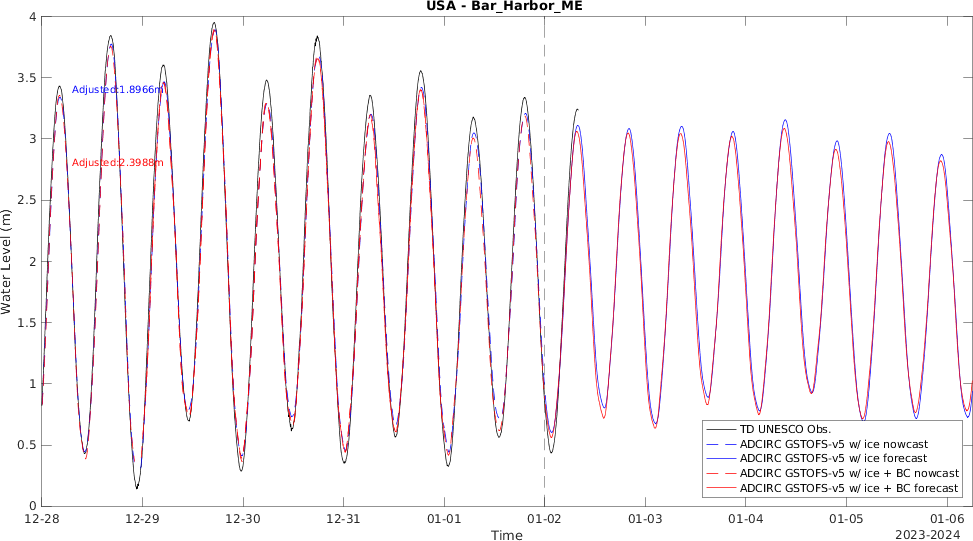 USA - Bar_Harbor_ME
4
3.5
3
2.5
2
1.5
1
0.5
0
Water Level (m)
Adjusted:1.8966m
Adjusted:2.3988m
TD UNESCO Obs.
ADCIRC GSTOFS-v5 w/ ice nowcast
ADCIRC GSTOFS-v5 w/ ice forecast
ADCIRC GSTOFS-v5 w/ ice + BC nowcast
ADCIRC GSTOFS-v5 w/ ice + BC forecast
12-28 12-29 12-30 12-31 01-01 01-02 01-03 01-04 01-05 01-06
Time
2023-2024